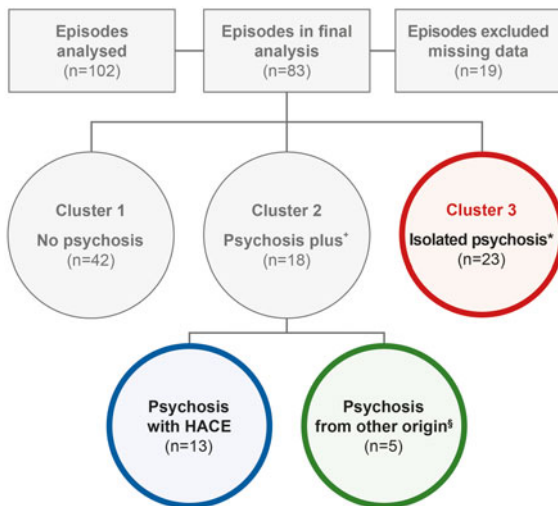 Episodes
analysed
(n=102)
Episodes in final
analysis
(n=83)
Episodes excluded
missing data
(n=19)
Cluster 1
No psychosis
(n=42)
Cluster 2
Psychosis plus⁺
(n=18)
Cluster 3
Isolated psychosis*
(n=23)
Psychosis
with HACE
(n=13)
Psychosis
from other origin§
(n=5)